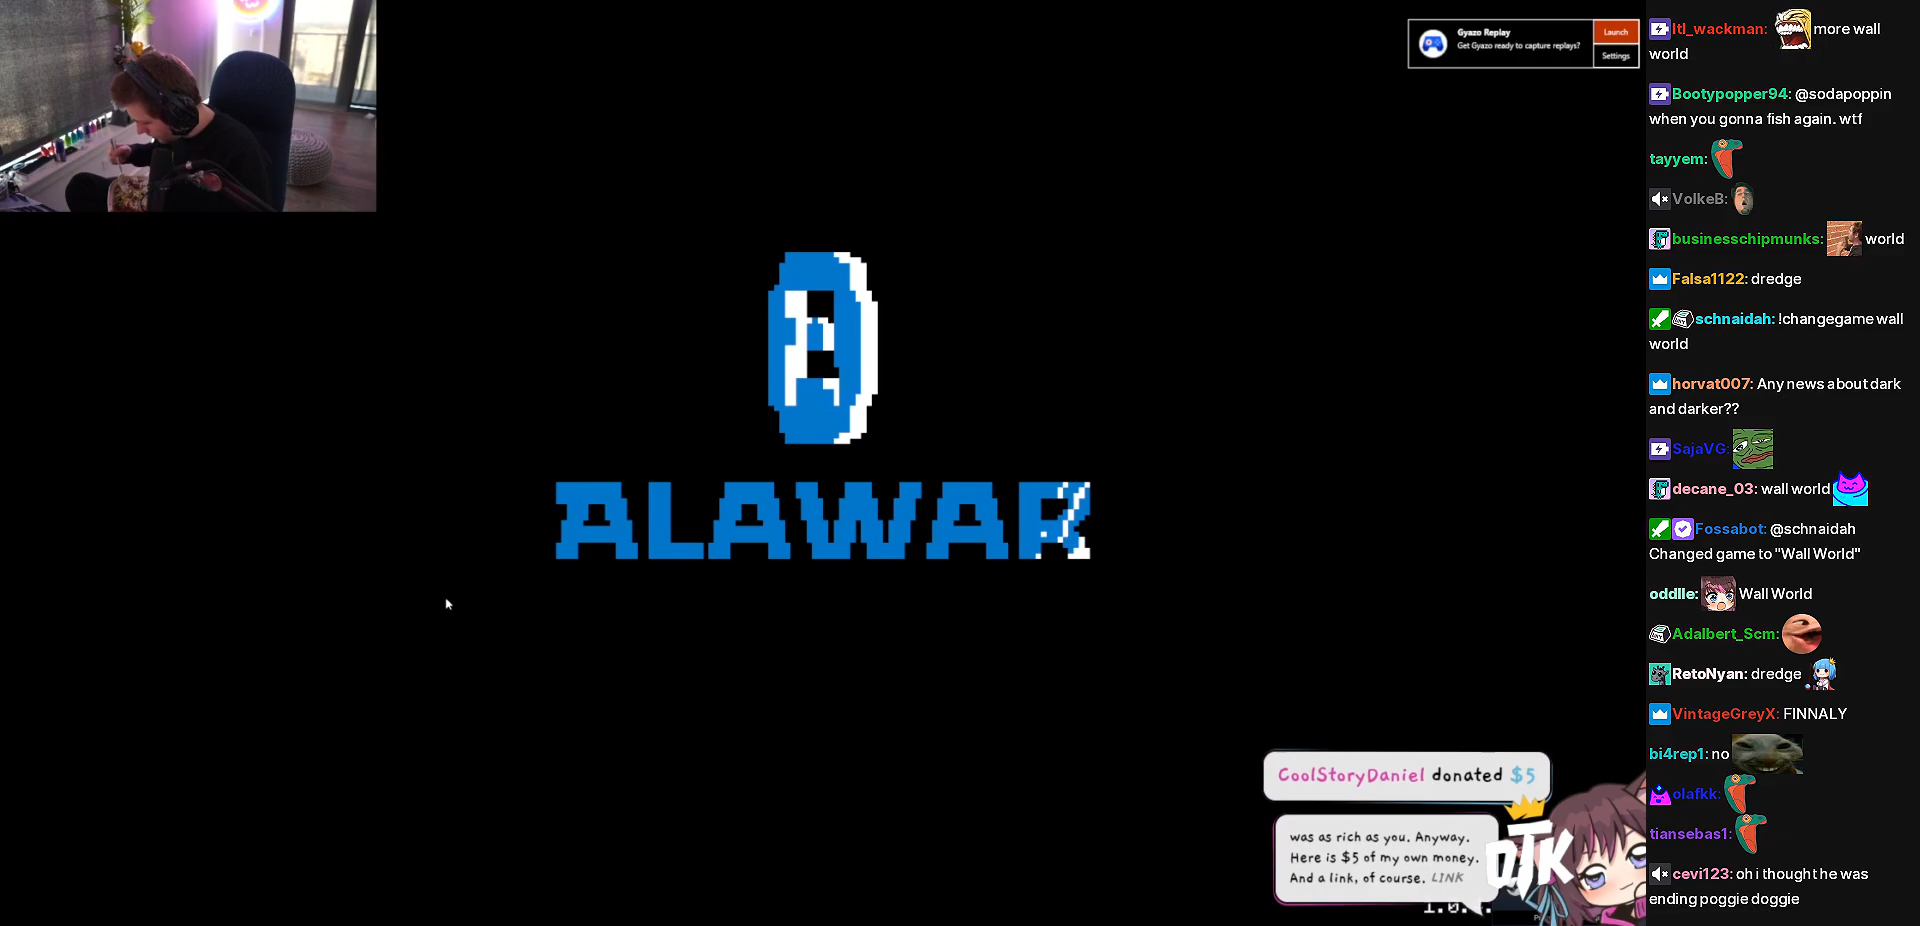 Gyazo Replay
Get Gyazo ready to capture replays?
Launch
Settings
ALAWAR
CoolStoryDaniel donated $5
was as rich as you. Anyway.
Here is $5 of my own money.
And a link, of course. LINK
OTK
ltl_wackman: more wall
world
Bootypopper94: @sodapoppin
when you gonna fish again. wtf
tayyem:
VolkeB:
businesschipmunks: world
Falsa1122: dredge
schnaidah: !changegame wall
world
horvat007: Any news about dark
and darker??
SajaVG:
decane_03: wall world
Fossabot: @schnaidah
Changed game to "Wall World"
oddlle: Wall World
Adalbert_Scm:
RetoNyan: dredge
VintageGreyX: FINNALY
bi4rep1: no
olafkk:
tiansebas1:
cevi123: oh i thought he was
ending poggie doggie